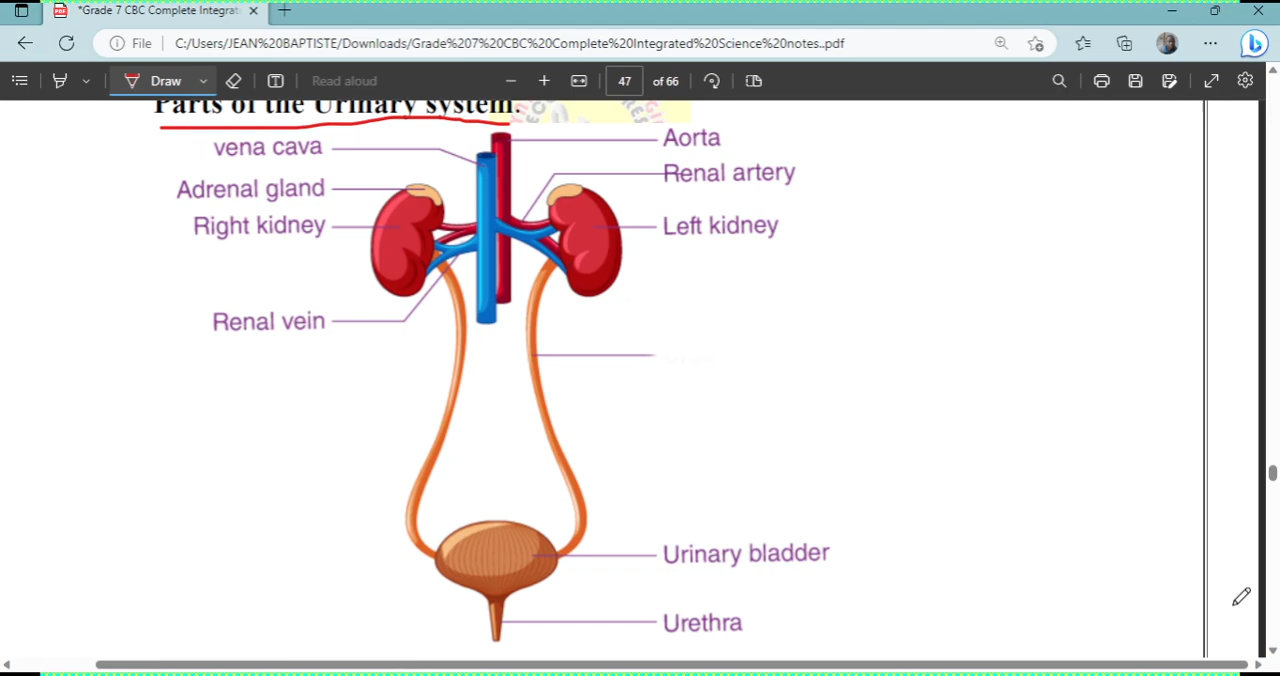 *Grade 7 CBC Complete Integrat
File
C:/Users/JEAN%20BAPTISTE/Downloads/Grade%207%20CBC%20Complete%20Integrated%20Science%20notes..pdf
Draw
Read aloud
47 of 66
Parts of the Urinary system.
vena cava
Aorta
Adrenal gland
Renal artery
Right kidney
Left kidney
Renal vein
Urinary bladder
Urethra